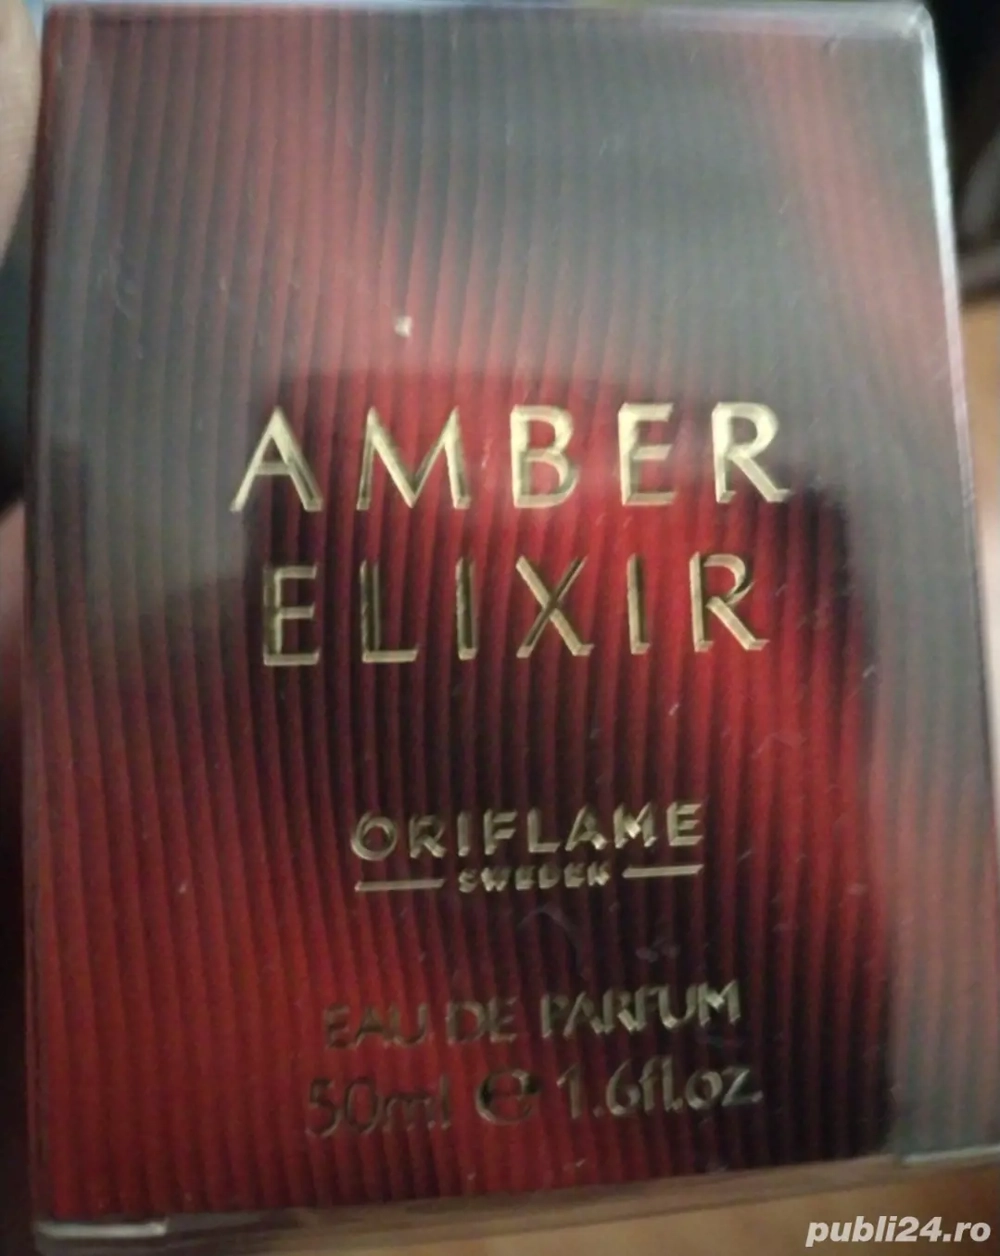 AMBER
ELIXIR
ORIFLAME
SWEDEN
EAU DE PARFUM
50ml ℮ 1.6fl.oz
publi24.ro